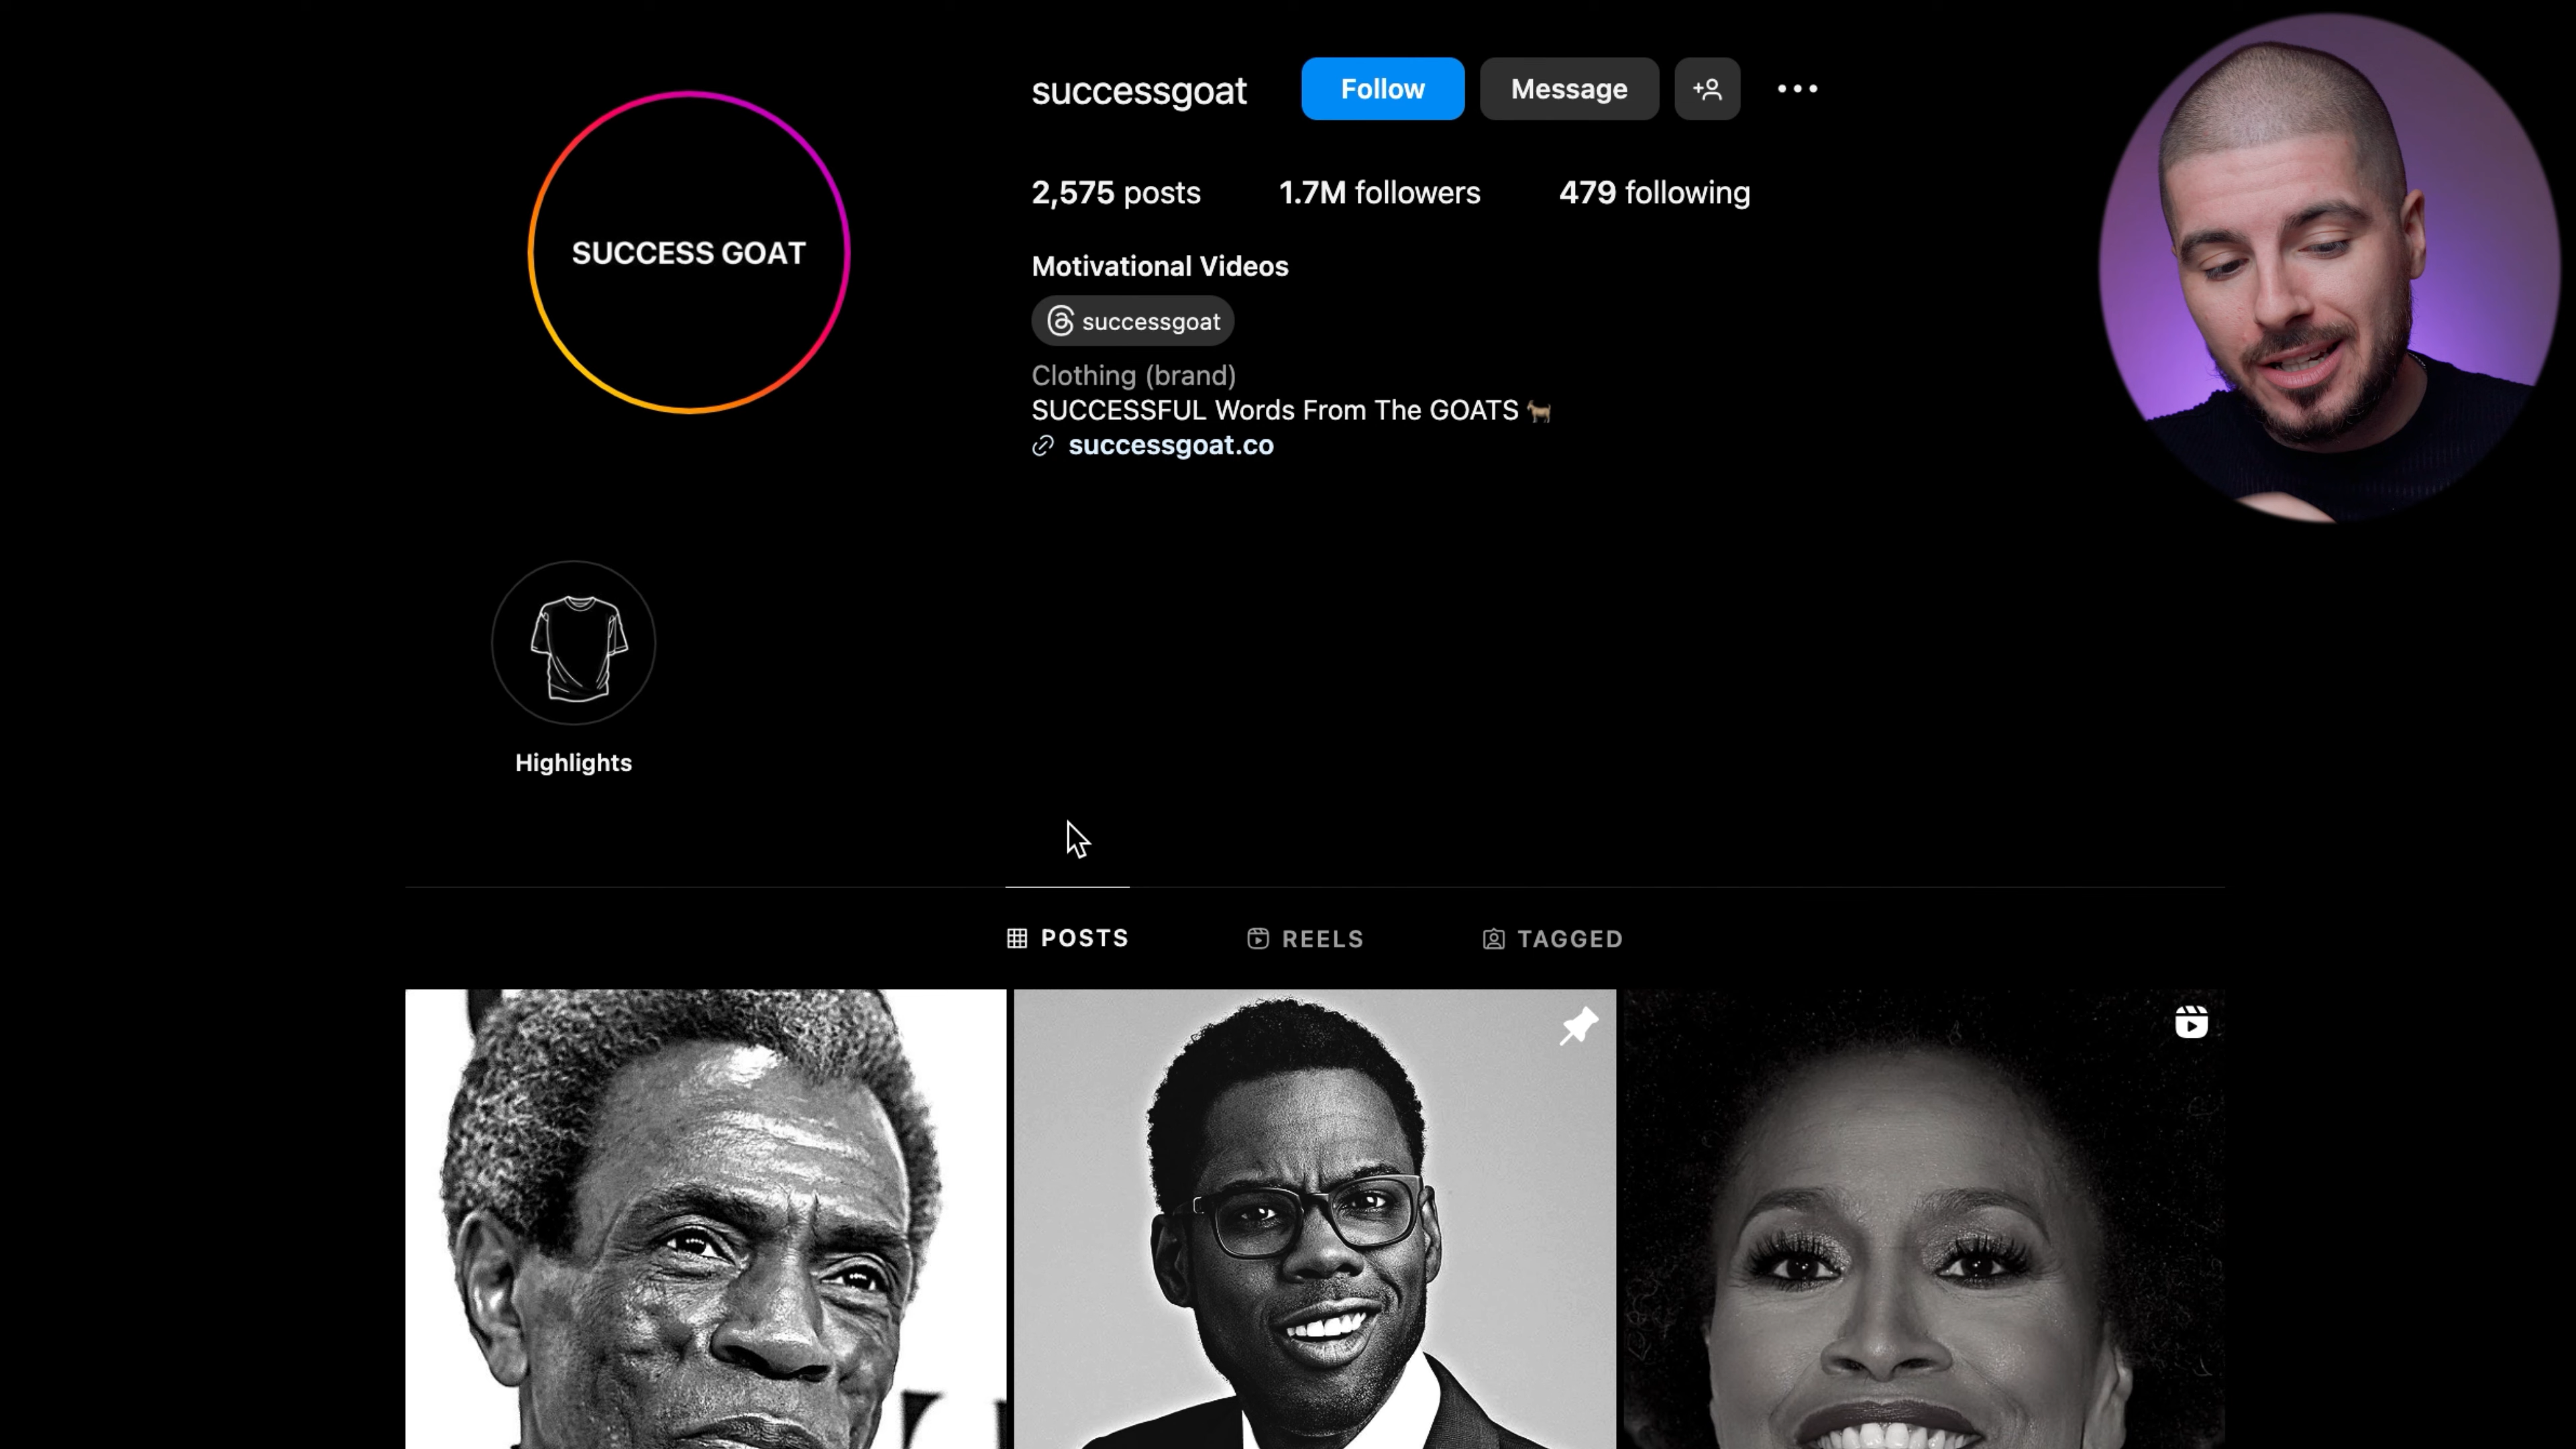 successgoat Follow Message
2,575 posts 1.7M followers 479 following
SUCCESS GOAT
Motivational Videos
successgoat
Clothing (brand)
SUCCESSFUL Words From The GOATS
successgoat.co
Highlights
POSTS REELS TAGGED